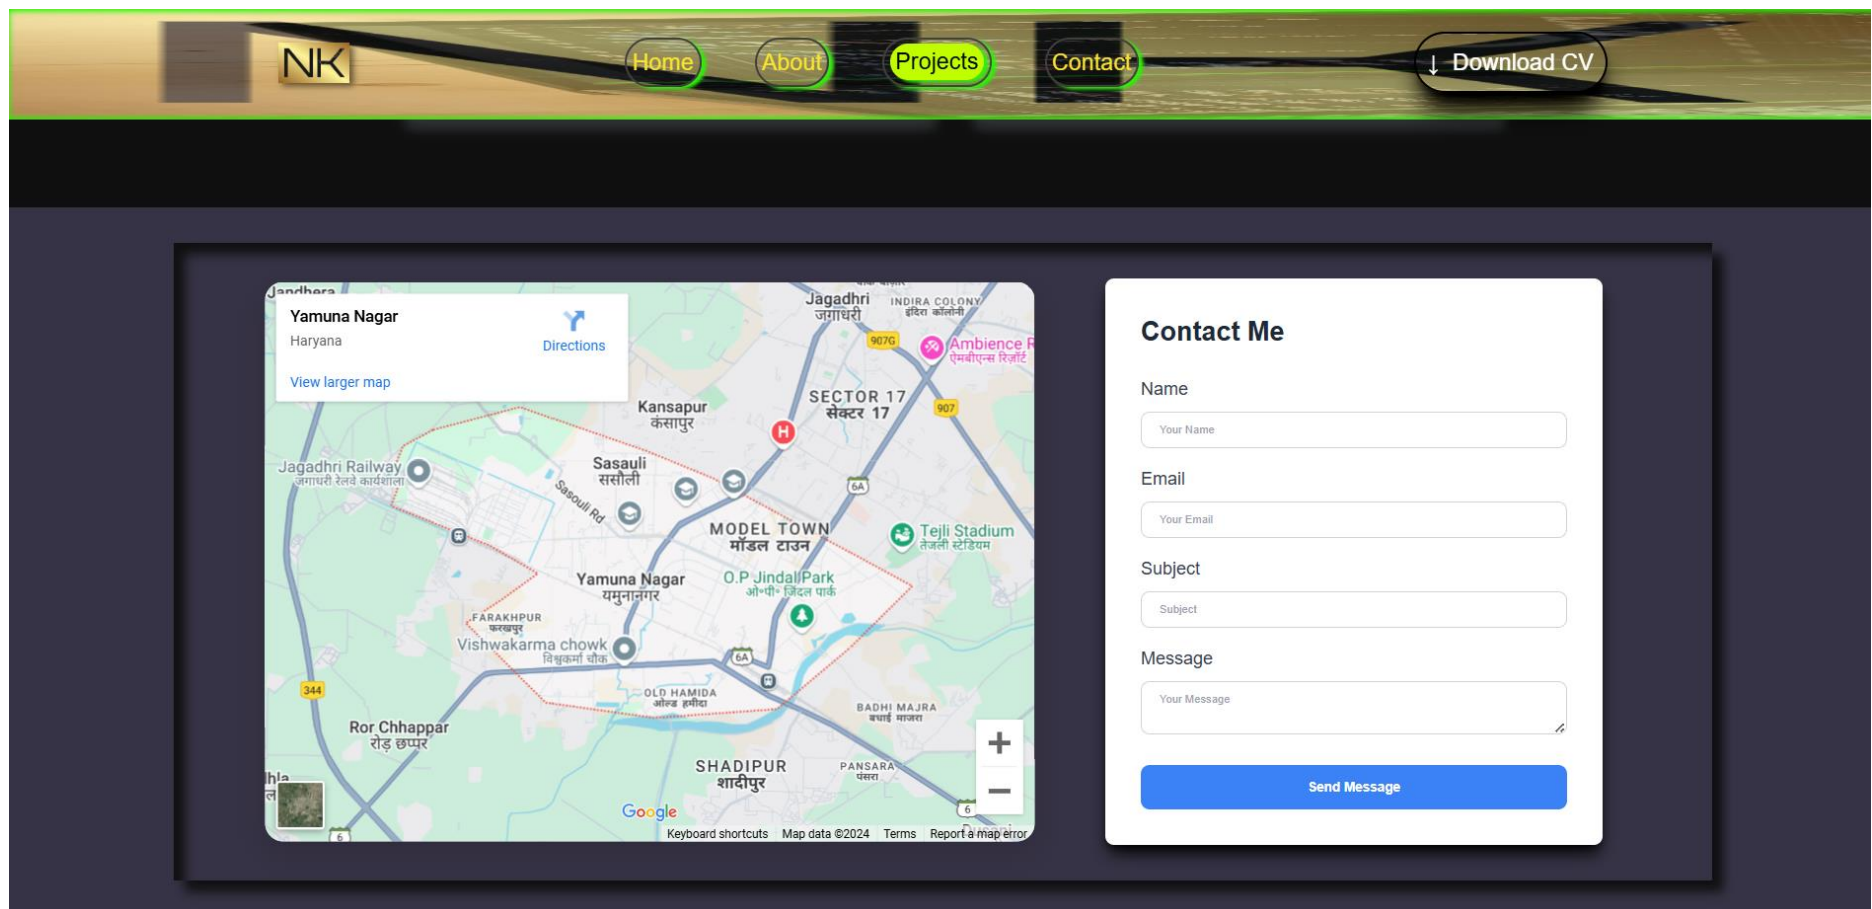 NK
Home
About
Projects
Contact
↓ Download CV
Jandhera
Yamuna Nagar
Haryana
Directions
View larger map
Jagadhri
जगाधरी
INDIRA COLONY
इंदिरा कॉलोनी
907G
Ambience R
ऐमबीएन्स रिज़ॉर्ट
SECTOR 17
सेक्टर 17
907
Kansapur
कंसापुर
H
Jagadhri Railway
जगाधरी रेलवे कार्यशाला
Sasauli
ससौली
Sasouli Rd
6A
MODEL TOWN
मॉडल टाउन
Tejli Stadium
तेजली स्टेडियम
Yamuna Nagar
यमुनानगर
O.P Jindal Park
ओ॰पी॰ जिंदल पार्क
FARAKHPUR
फरखपुर
Vishwakarma chowk
विश्वकर्मा चौक
6A
344
OLD HAMIDA
ओल्ड हमीदा
BADHI MAJRA
बधाई माजरा
Ror Chhappar
रोड़ छप्पर
SHADIPUR
शादीपुर
PANSARA
पंसरा
Google
6
6
Keyboard shortcuts Map data ©2024 Terms Report a map error
Contact Me
Name
Your Name
Email
Your Email
Subject
Subject
Message
Your Message
Send Message